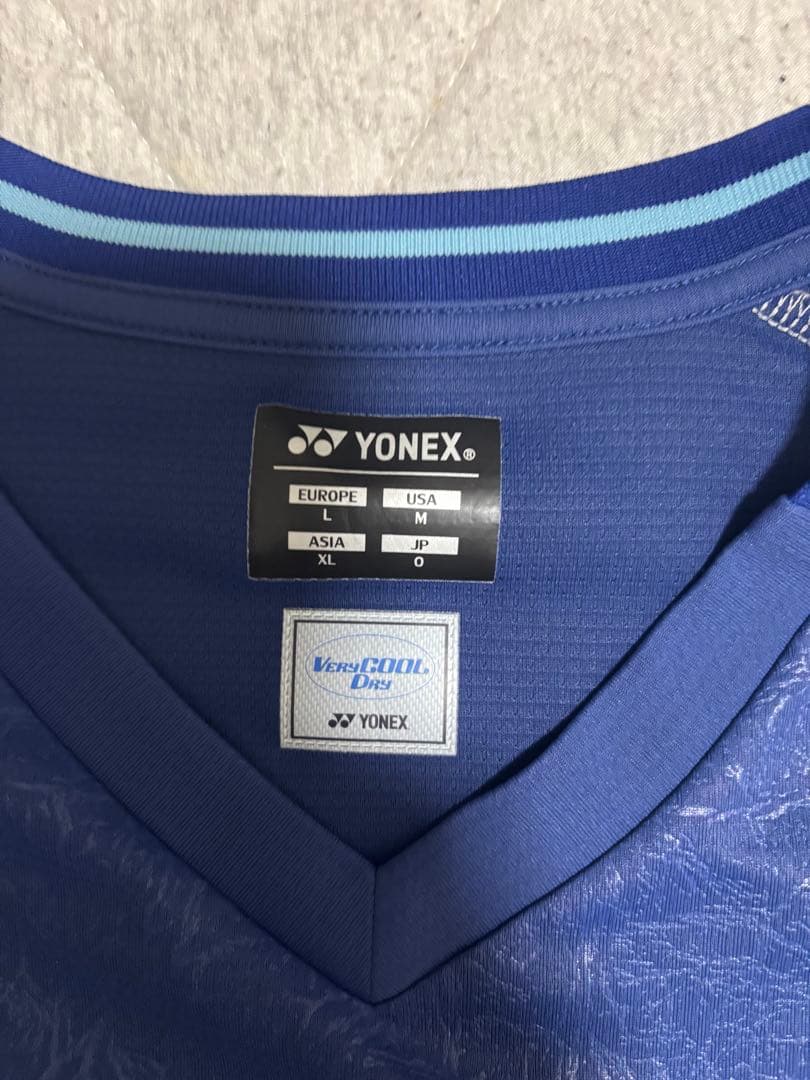 YONEX®
EUROPE USA
L M
ASIA JP
XL O
VERYCOOL
DRY
YONEX